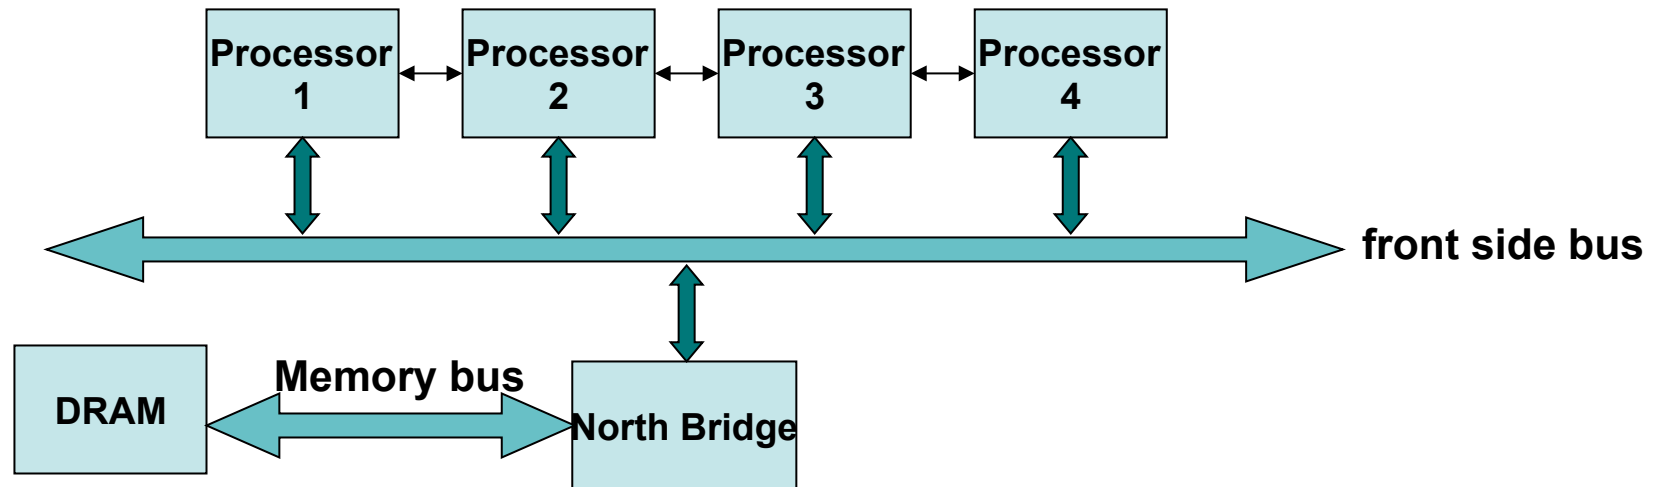 Processor
1
Processor
2
Processor
3
Processor
4
front side bus
Memory bus
DRAM
North Bridge